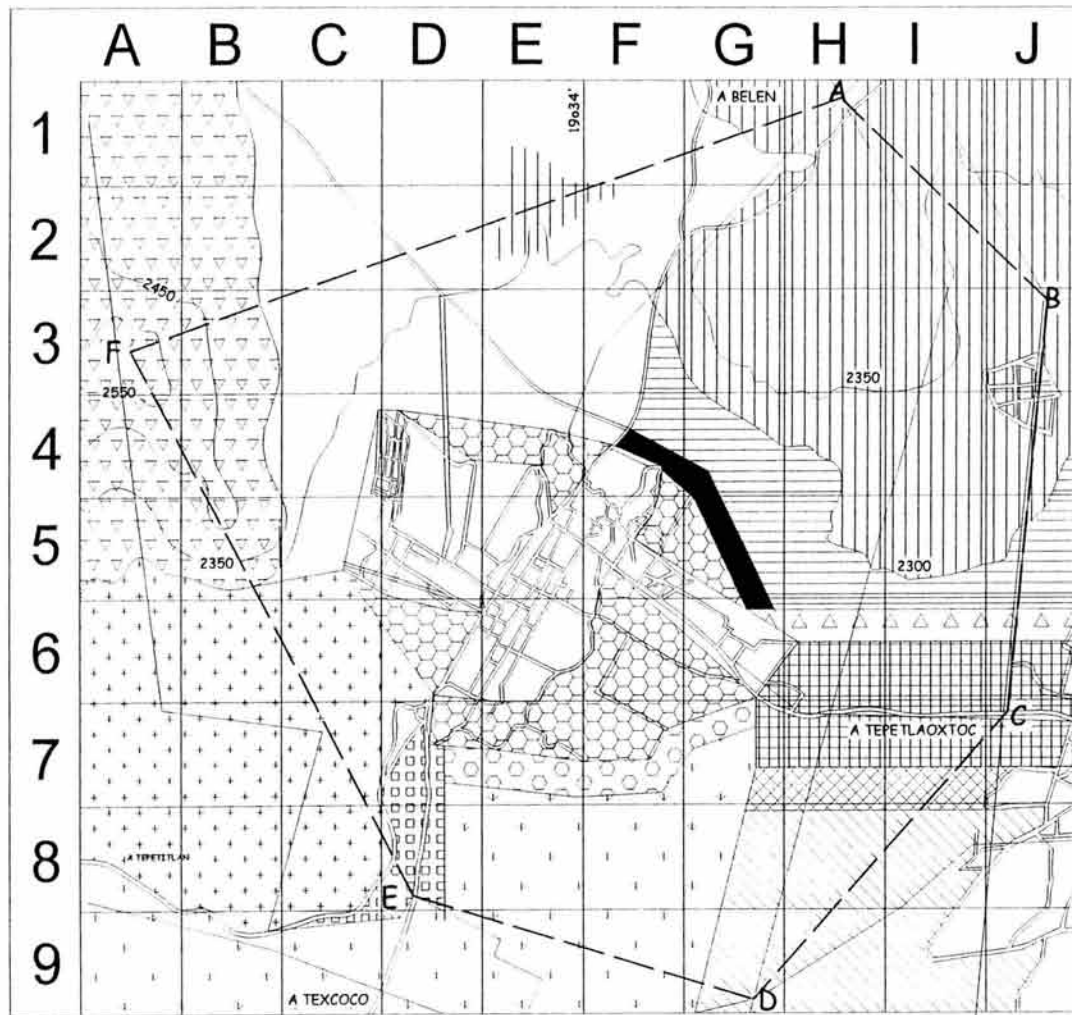 A B C D E F G H I J
1
19o34'
A BELEN
A
2
2450
B
3
F
2550
2350
4
5
2350
2300
6
C
A TEPETLAOXTOC
7
8
A TEPETITLAN
E
9
A TEXCOCO
D